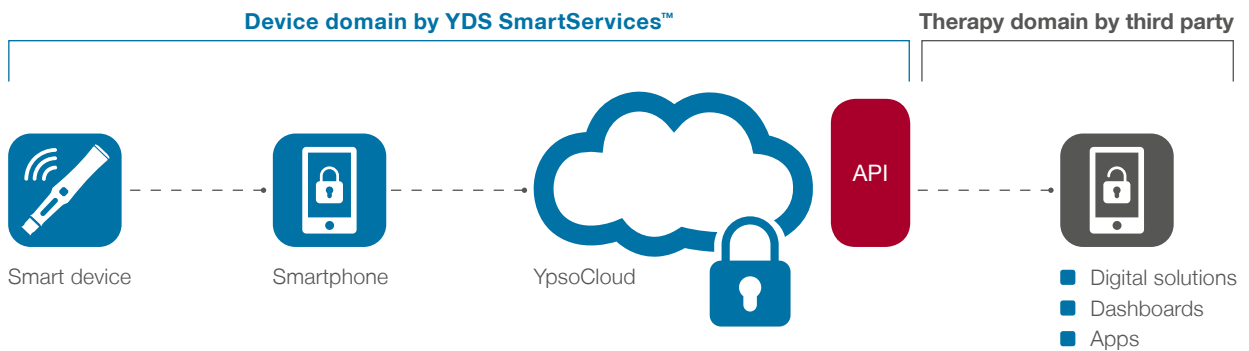 Device domain by YDS SmartServices™
Therapy domain by third party
API
Smart device
Smartphone
YpsoCloud
Digital solutions
Dashboards
Apps